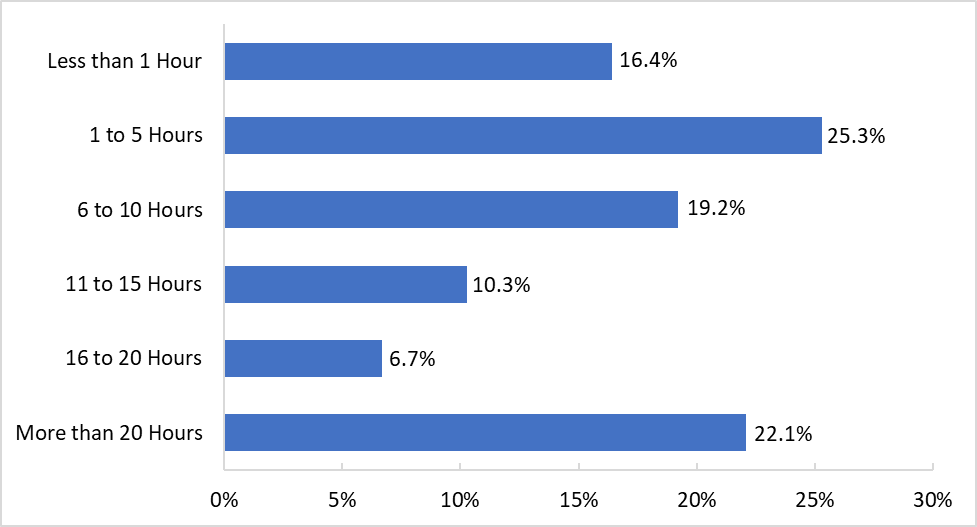 Less than 1 Hour 16.4%
1 to 5 Hours 25.3%
6 to 10 Hours 19.2%
11 to 15 Hours 10.3%
16 to 20 Hours 6.7%
More than 20 Hours 22.1%
0% 5% 10% 15% 20% 25% 30%